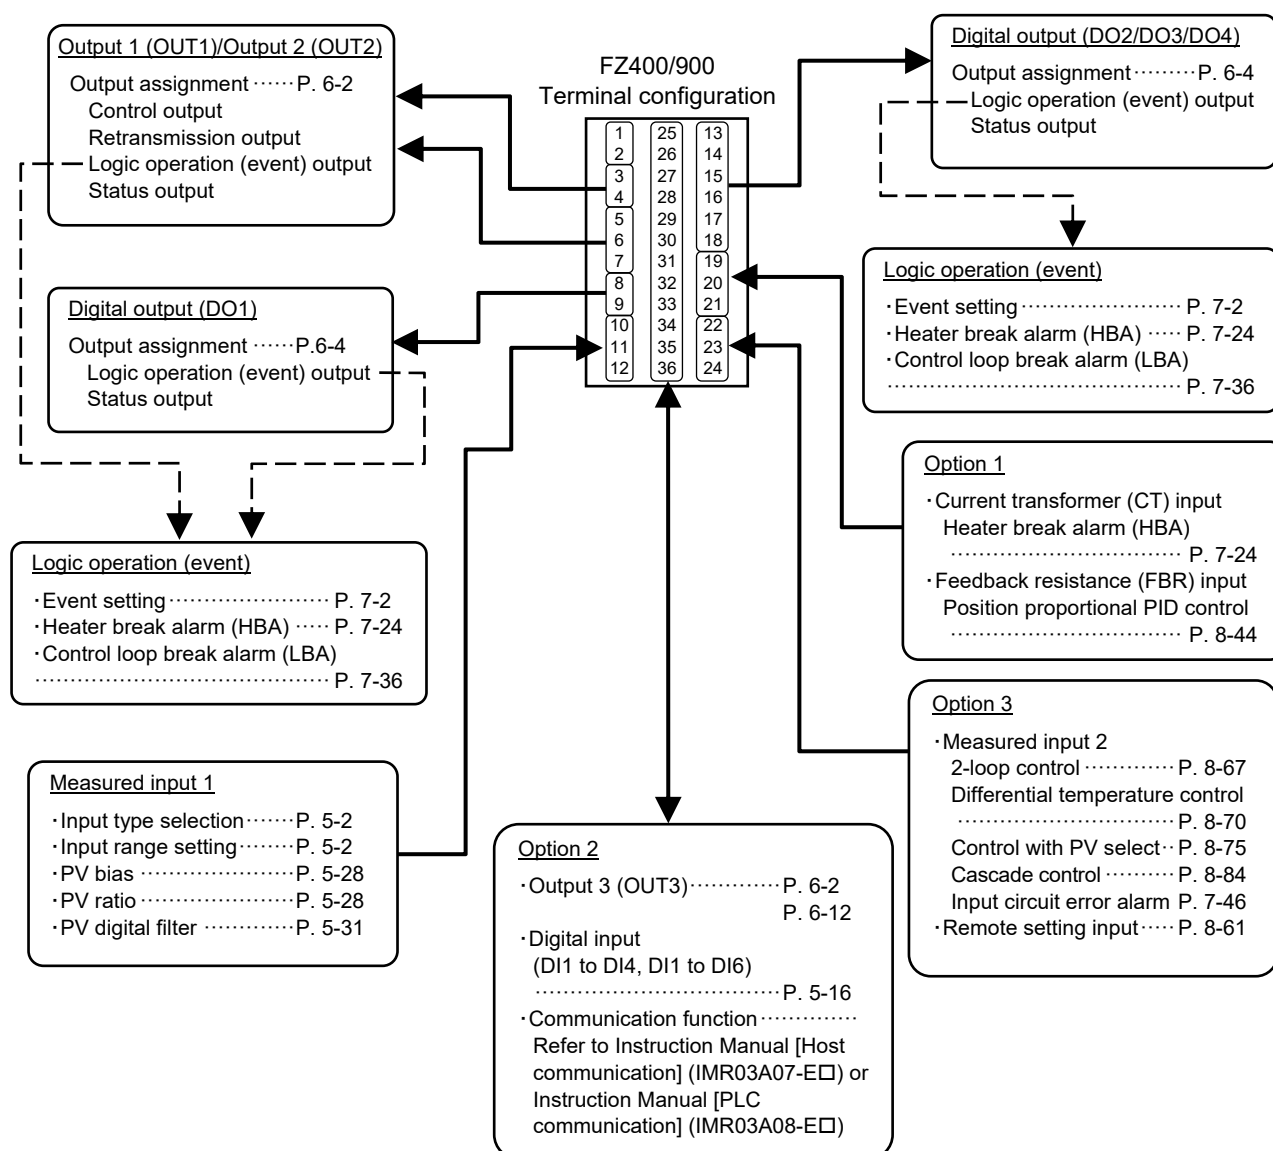 Output 1 (OUT1)/Output 2 (OUT2)
Output assignment ······ P. 6-2
Control output
Retransmission output
Logic operation (event) output
Status output
FZ400/900
Terminal configuration
1 25 13
2 26 14
3 27 15
4 28 16
5 29 17
6 30 18
7 31 19
8 32 20
9 33 21
10 34 22
11 35 23
12 36 24
Digital output (DO2/DO3/DO4)
Output assignment ········· P. 6-4
Logic operation (event) output
Status output
Logic operation (event)
·Event setting ······················· P. 7-2
·Heater break alarm (HBA) ····· P. 7-24
·Control loop break alarm (LBA)
········································· P. 7-36
Digital output (DO1)
Output assignment ······ P.6-4
Logic operation (event) output
Status output
Option 1
·Current transformer (CT) input
Heater break alarm (HBA)
································ P. 7-24
·Feedback resistance (FBR) input
Position proportional PID control
································ P. 8-44
Logic operation (event)
·Event setting ······················· P. 7-2
·Heater break alarm (HBA) ····· P. 7-24
·Control loop break alarm (LBA)
········································· P. 7-36
Option 3
·Measured input 2
2-loop control ············· P. 8-67
Differential temperature control
······························ P. 8-70
Control with PV select ·· P. 8-75
Cascade control ·········· P. 8-84
Input circuit error alarm P. 7-46
·Remote setting input ····· P. 8-61
Measured input 1
·Input type selection ······· P. 5-2
·Input range setting ········ P. 5-2
·PV bias ······················ P. 5-28
·PV ratio ····················· P. 5-28
·PV digital filter ············· P. 5-31
Option 2
·Output 3 (OUT3) ············· P. 6-2
P. 6-12
·Digital input
(DI1 to DI4, DI1 to DI6)
·································· P. 5-16
·Communication function ··············
Refer to Instruction Manual [Host
communication] (IMR03A07-E□) or
Instruction Manual [PLC
communication] (IMR03A08-E□)